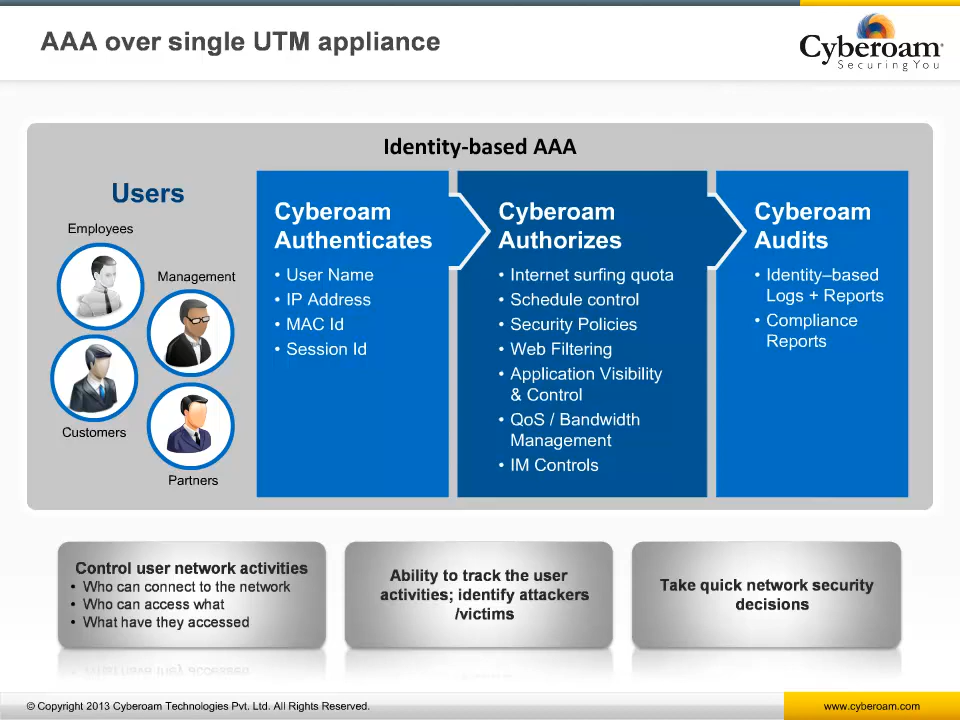 AAA over single UTM appliance
Cyberoam
Securing You
Identity-based AAA
Users
Employees
Management
Customers
Partners
Cyberoam
Authenticates
• User Name
• IP Address
• MAC Id
• Session Id
Cyberoam
Authorizes
• Internet surfing quota
• Schedule control
• Security Policies
• Web Filtering
• Application Visibility
& Control
• QoS / Bandwidth
Management
• IM Controls
Cyberoam
Audits
• Identity–based
Logs + Reports
• Compliance
Reports
Control user network activities
• Who can connect to the network
• Who can access what
• What have they accessed
Ability to track the user
activities; identify attackers
/victims
Take quick network security
decisions
© Copyright 2013 Cyberoam Technologies Pvt. Ltd. All Rights Reserved.
www.cyberoam.com